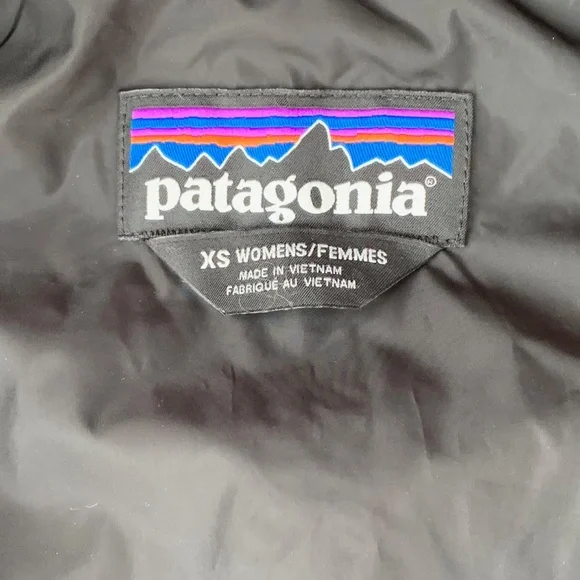 patagonia®
XS WOMENS/FEMMES
MADE IN VIETNAM
FABRIQUÉ AU VIETNAM